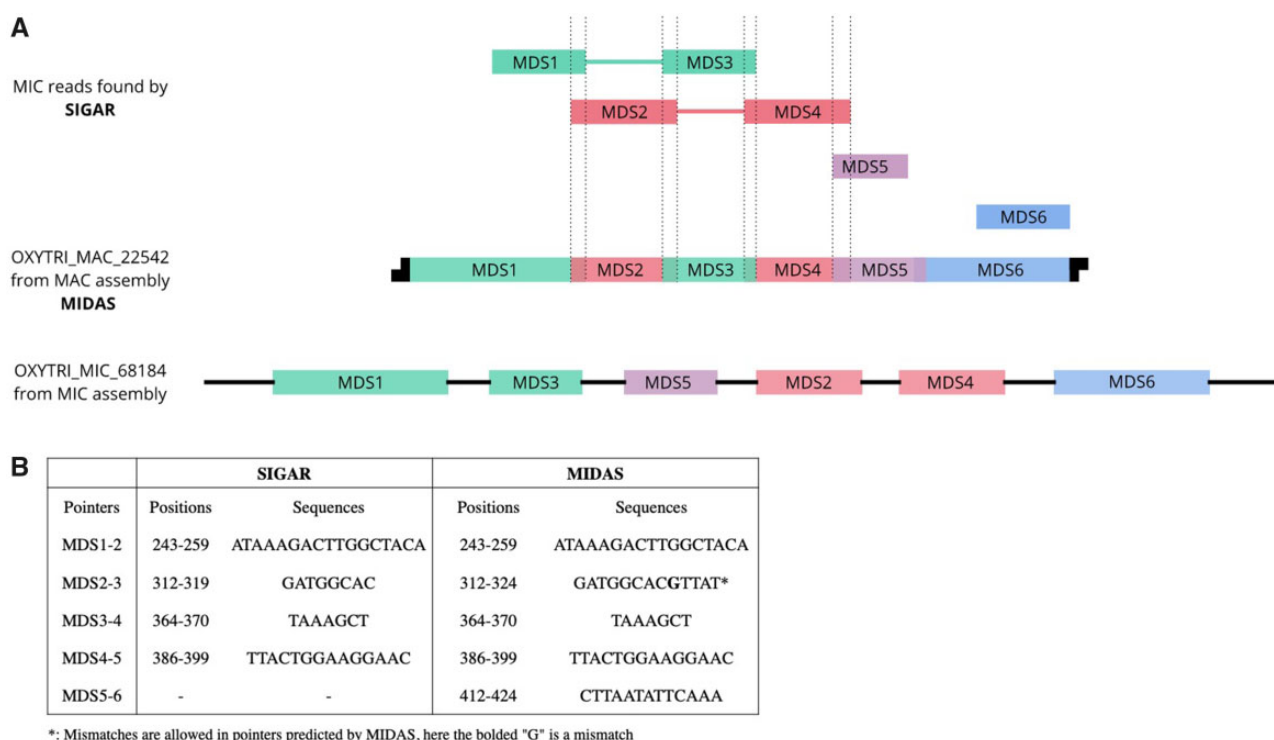 A
MIC reads found by
SIGAR
MDS1
MDS3
MDS2
MDS4
MDS5
MDS6
OXYTRI_MAC_22542
from MAC assembly
MIDAS
MDS1 MDS2 MDS3 MDS4 MDS5 MDS6
OXYTRI_MIC_68184
from MIC assembly
MDS1 MDS3 MDS5 MDS2 MDS4 MDS6
B
SIGAR MIDAS
Pointers Positions Sequences Positions Sequences
MDS1-2 243-259 ATAAAGACTTGGCTACA 243-259 ATAAAGACTTGGCTACA
MDS2-3 312-319 GATGGCAC 312-324 GATGGCACGTTAT*
MDS3-4 364-370 TAAAGCT 364-370 TAAAGCT
MDS4-5 386-399 TTACTGGAAGGAAC 386-399 TTACTGGAAGGAAC
MDS5-6 - - 412-424 CTTAATATTCAAA
*: Mismatches are allowed in pointers predicted by MIDAS, here the bolded "G" is a mismatch